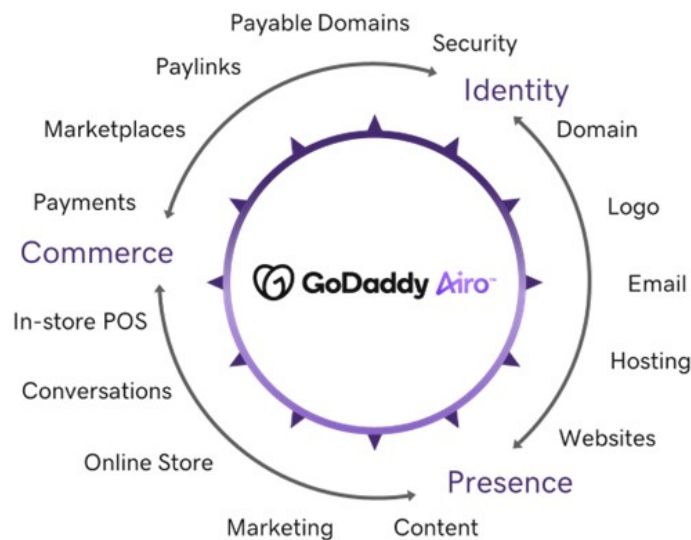 Payable Domains
Security
Paylinks
Identity
Marketplaces
Domain
Payments
Logo
Commerce
GoDaddy Airo™
Email
In-store POS
Hosting
Conversations
Websites
Online Store
Presence
Marketing
Content